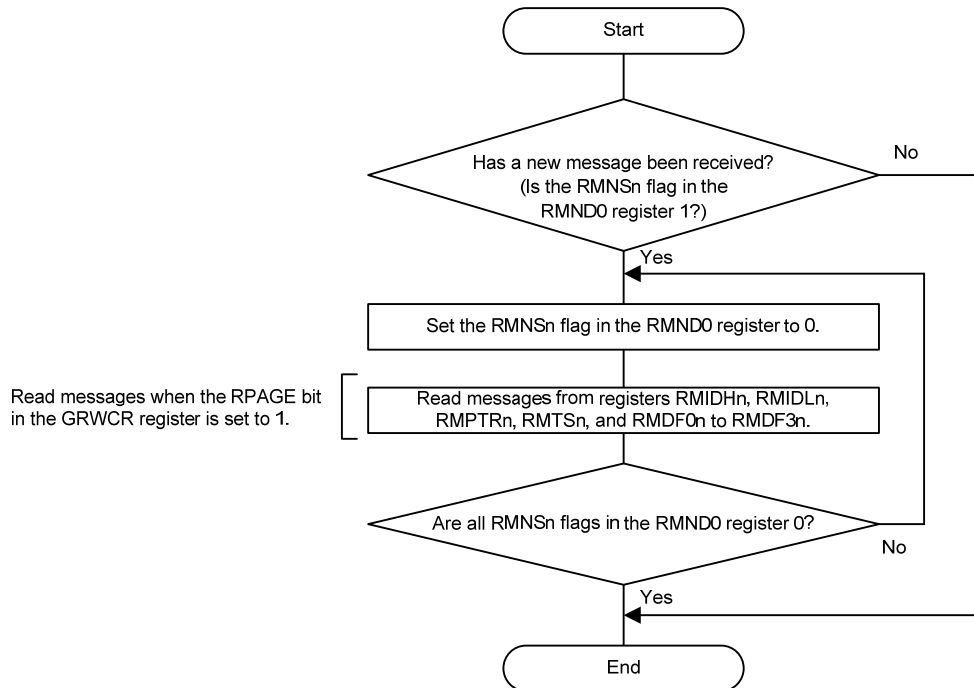 Start
Has a new message been received?
(Is the RMNSn flag in the
RMND0 register 1?)
No
Yes
Set the RMNSn flag in the RMND0 register to 0.
Read messages when the RPAGE bit
in the GRWCR register is set to 1.
Read messages from registers RMIDHn, RMIDLn,
RMPTRn, RMTSn, and RMDF0n to RMDF3n.
Are all RMNSn flags in the RMND0 register 0?
No
Yes
End